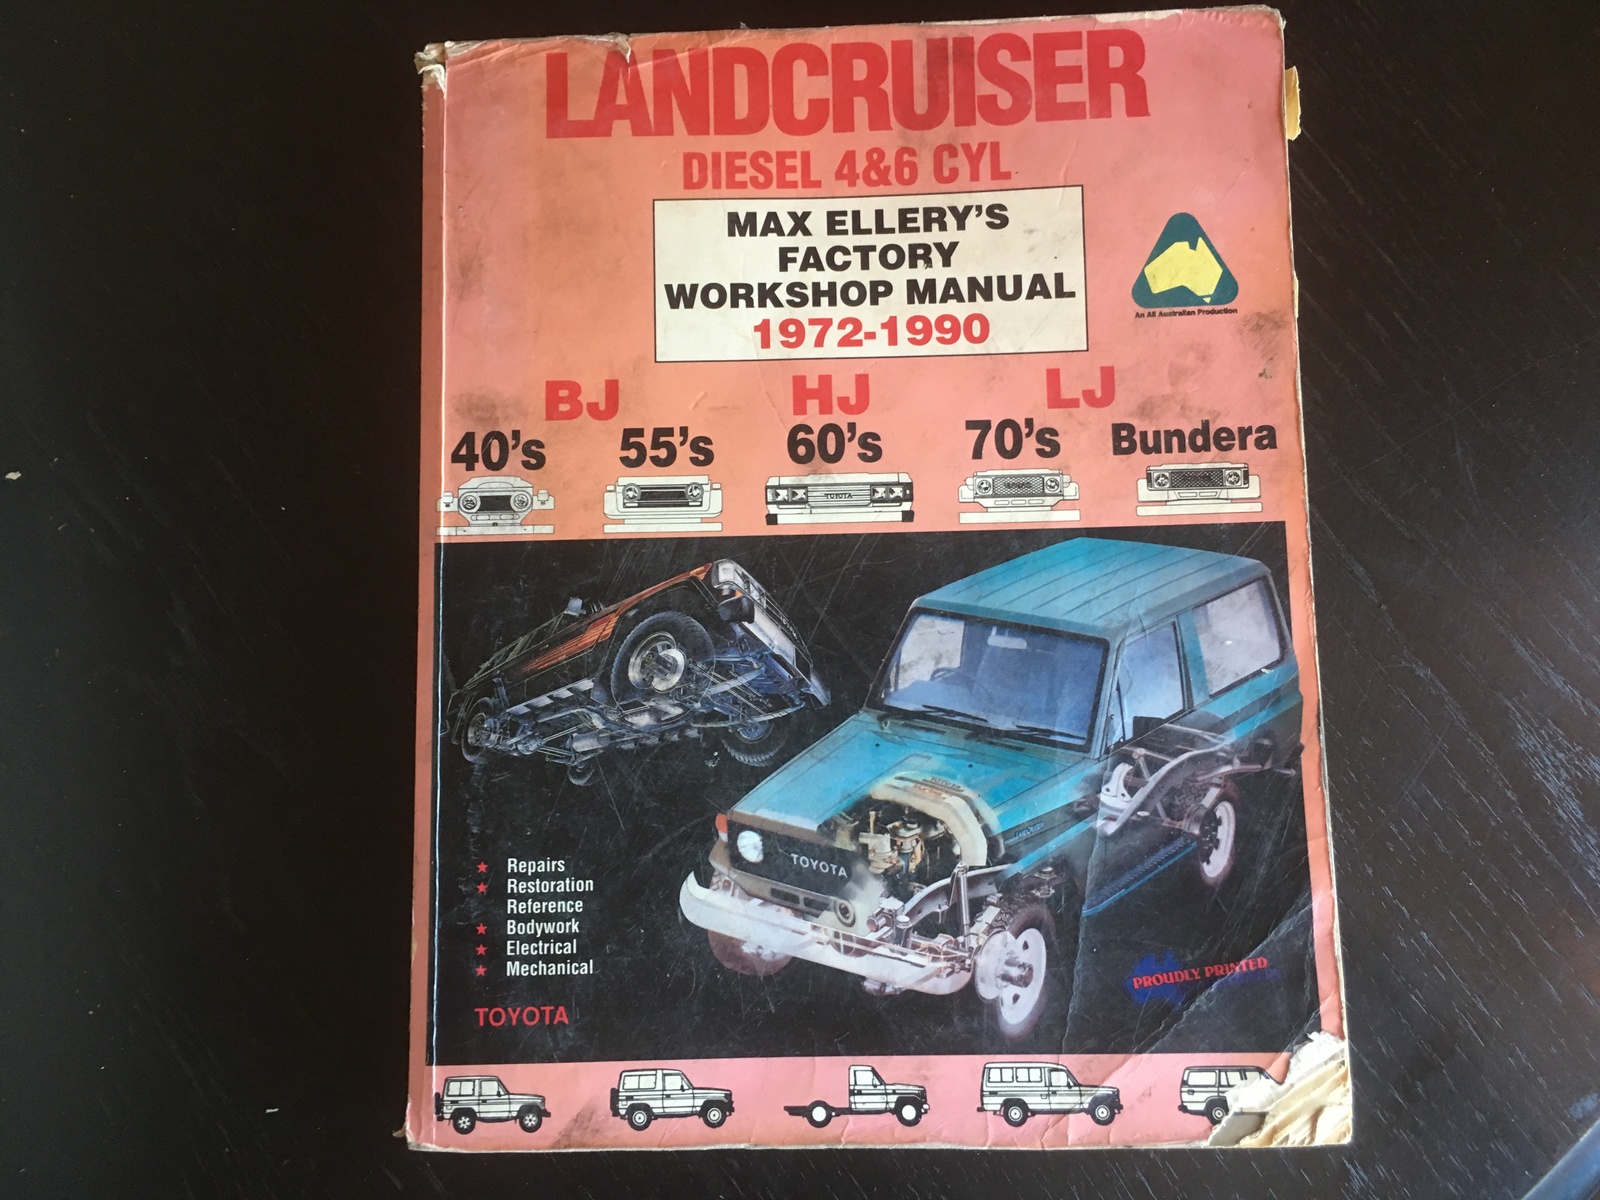 LANDCRUISER
DIESEL 4&6 CYL
MAX ELLERY'S
FACTORY
WORKSHOP MANUAL
1972-1990
An All Australian Production
BJ HJ LJ
40's 55's 60's 70's Bundera
TOYOTA
TOYOTA
★ Repairs
★ Restoration
Reference
★ Bodywork
★ Electrical
★ Mechanical
TOYOTA
PROUDLY PRINTED